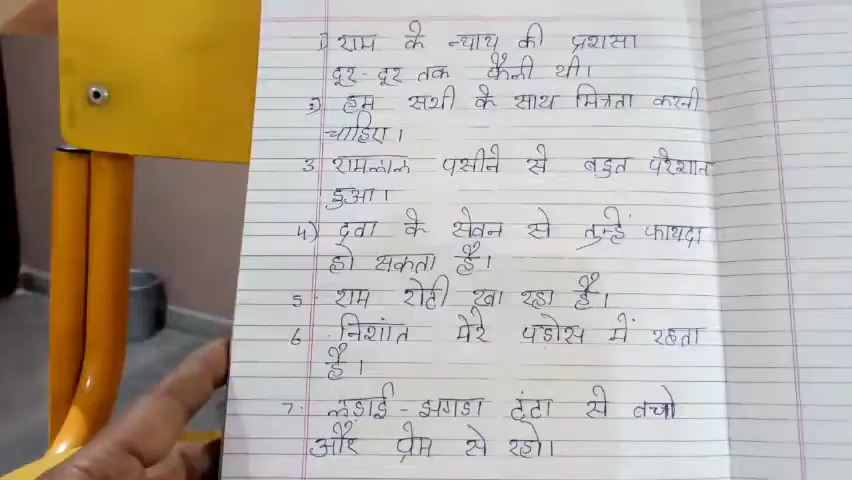 1) राम के न्याय की प्रशसा
दूर-दूर तक फैली थी।
2) हम सभी के साथ मित्रता करनी
चाहिए।
3 रामलाल पसीने से बहुत परेशान
हुआ।
4) दवा के सेवन से तुम्हें फायदा
हो सकता है।
5. राम रोटी खा रहा है।
6 निशांत मेरे पडोस में रहता
है।
7. लडाई-झगडा टंटा से बचो
और प्रेम से रहो।